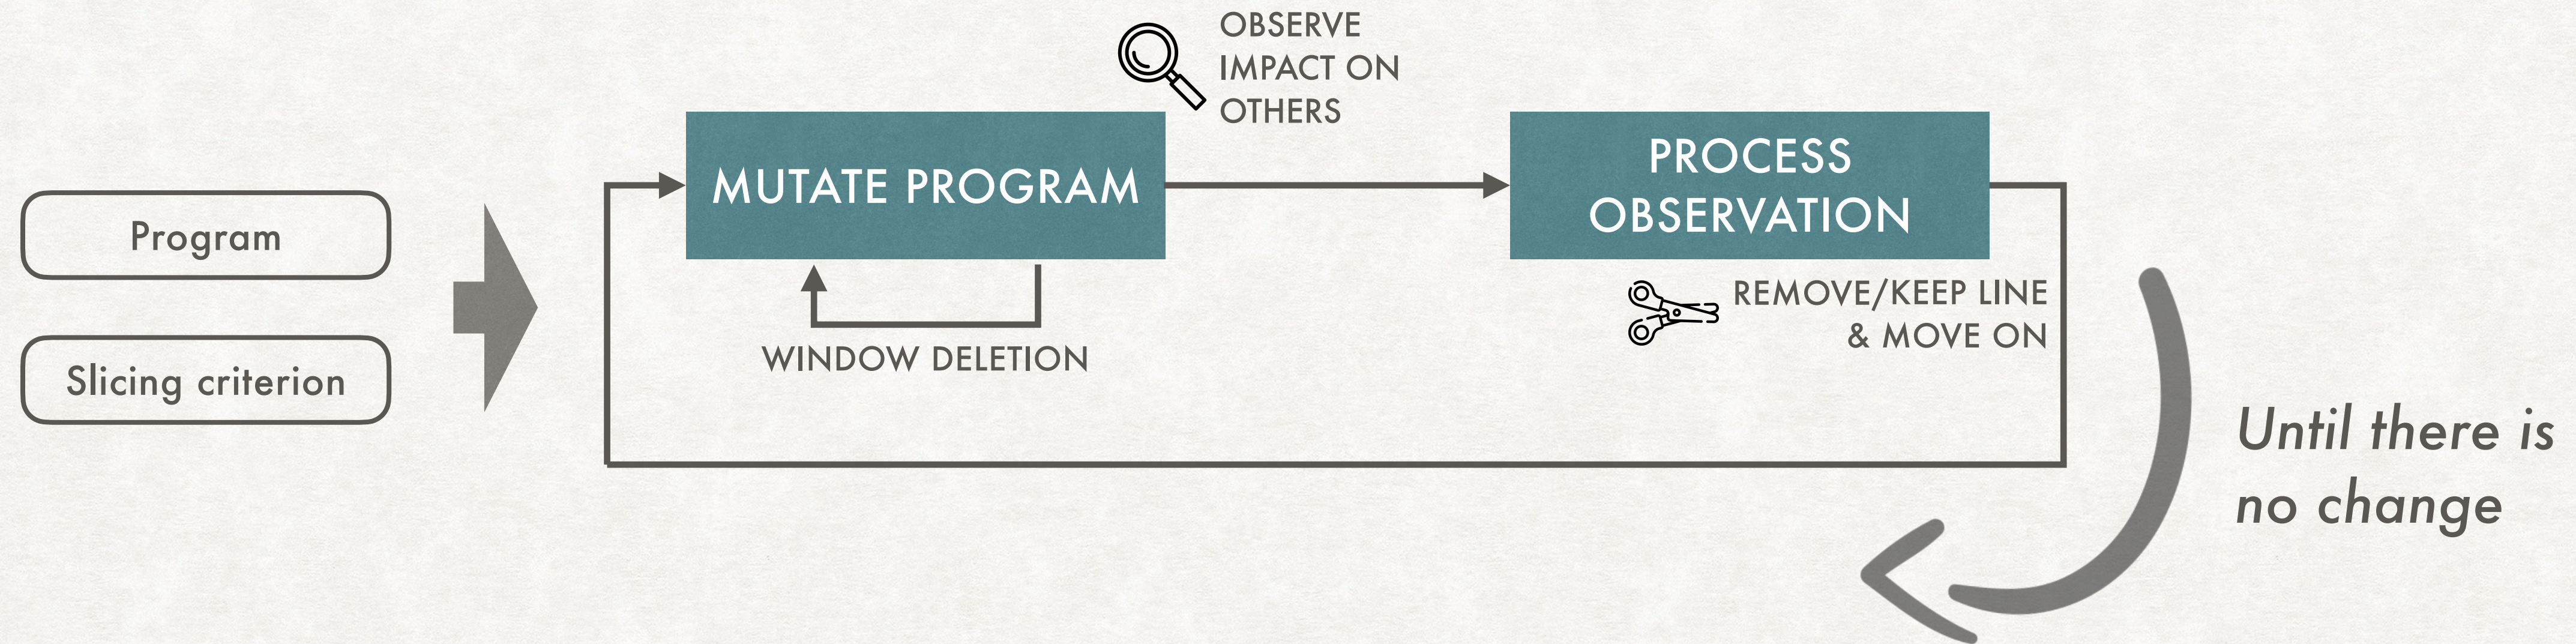 Program
Slicing criterion
OBSERVE
IMPACT ON
OTHERS
MUTATE PROGRAM
WINDOW DELETION
PROCESS
OBSERVATION
REMOVE/KEEP LINE
& MOVE ON
Until there is
no change